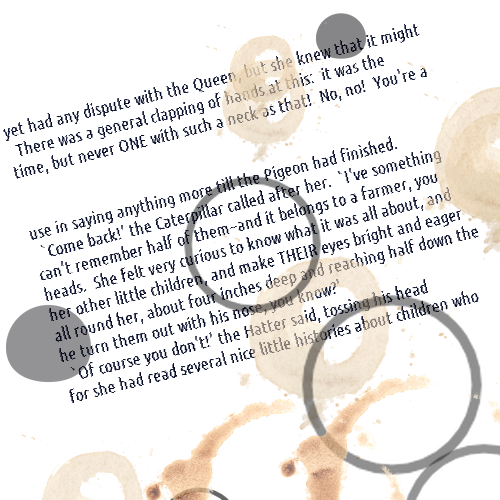 yet had any dispute with the Queen, but she knew that it might
There was a general clapping of hands at this: it was the
time, but never ONE with such a neck as that! No, no! You're a
use in saying anything more till the Pigeon had finished.
`Come back!' the Caterpillar called after her. `I've something
can't remember half of them--and it belongs to a farmer, you
heads. She felt very curious to know what it was all about, and
her other little children, and make THEIR eyes bright and eager
all round her, about four inches deep and reaching half down the
he turn them out with his nose, you know?
`Of course you don't!' the Hatter said, tossing his head
for she had read several nice little histories about children who